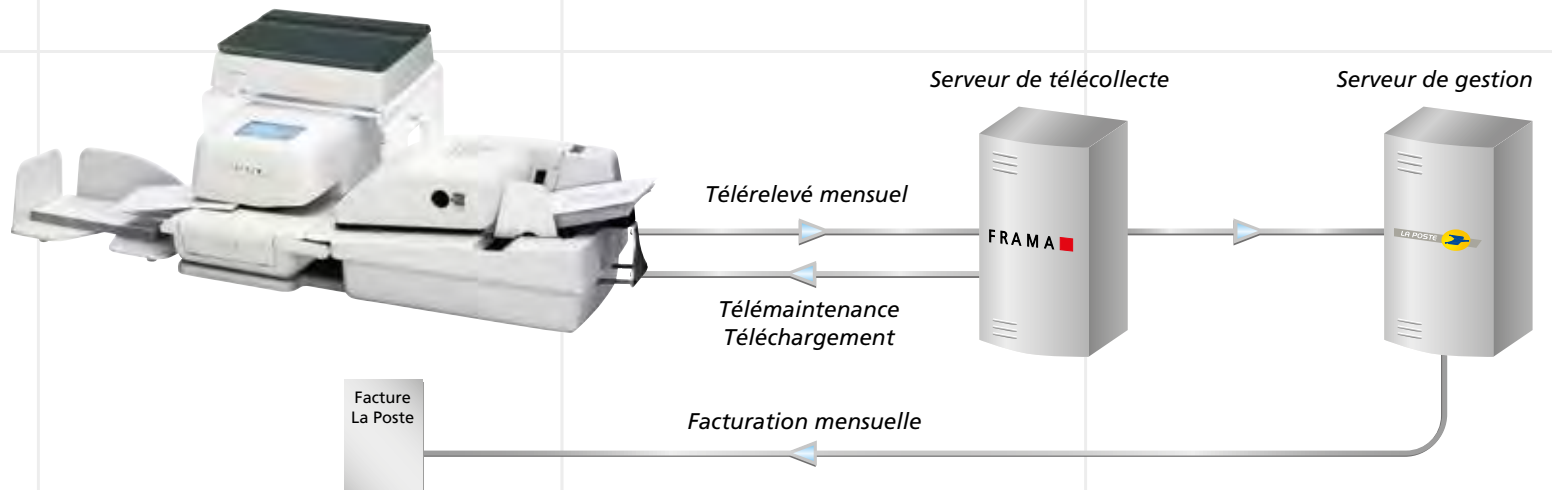 Serveur de télécollecte
Serveur de gestion
Télérelevé mensuel
FRAMA
LA POSTE
Télémaintenance
Téléchargement
Facture
La Poste
Facturation mensuelle